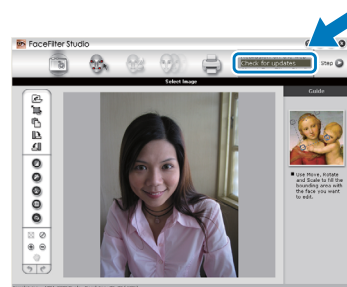 FaceFilter Studio
Check for updates
Step
Select Image
Guide
Use Move, Rotate
and Scale to fill the
bounding area with
the face you want
to edit.